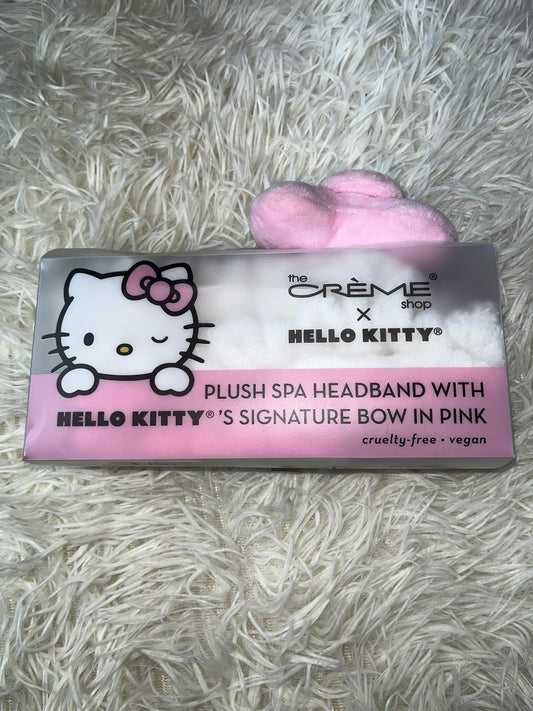 the
CRÈME®
shop
X
HELLO KITTY®
PLUSH SPA HEADBAND WITH
HELLO KITTY®'S SIGNATURE BOW IN PINK
cruelty-free • vegan